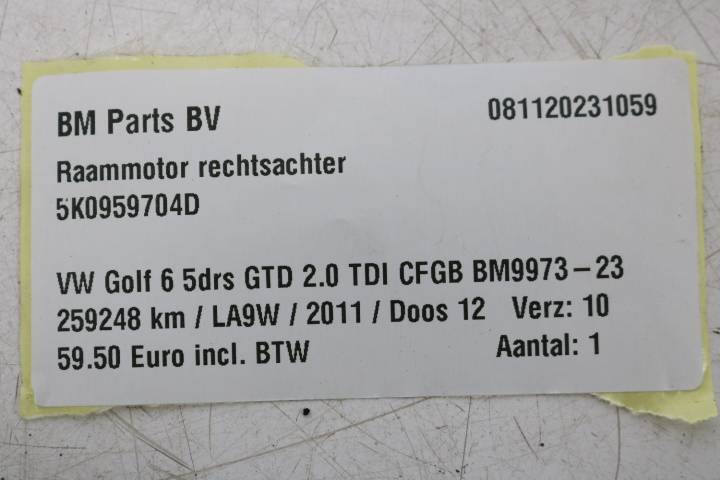 BM Parts BV 081120231059
Raammotor rechtsachter
5K0959704D
VW Golf 6 5drs GTD 2.0 TDI CFGB BM9973-23
259248 km / LA9W / 2011 / Doos 12 Verz: 10
59.50 Euro incl. BTW Aantal: 1